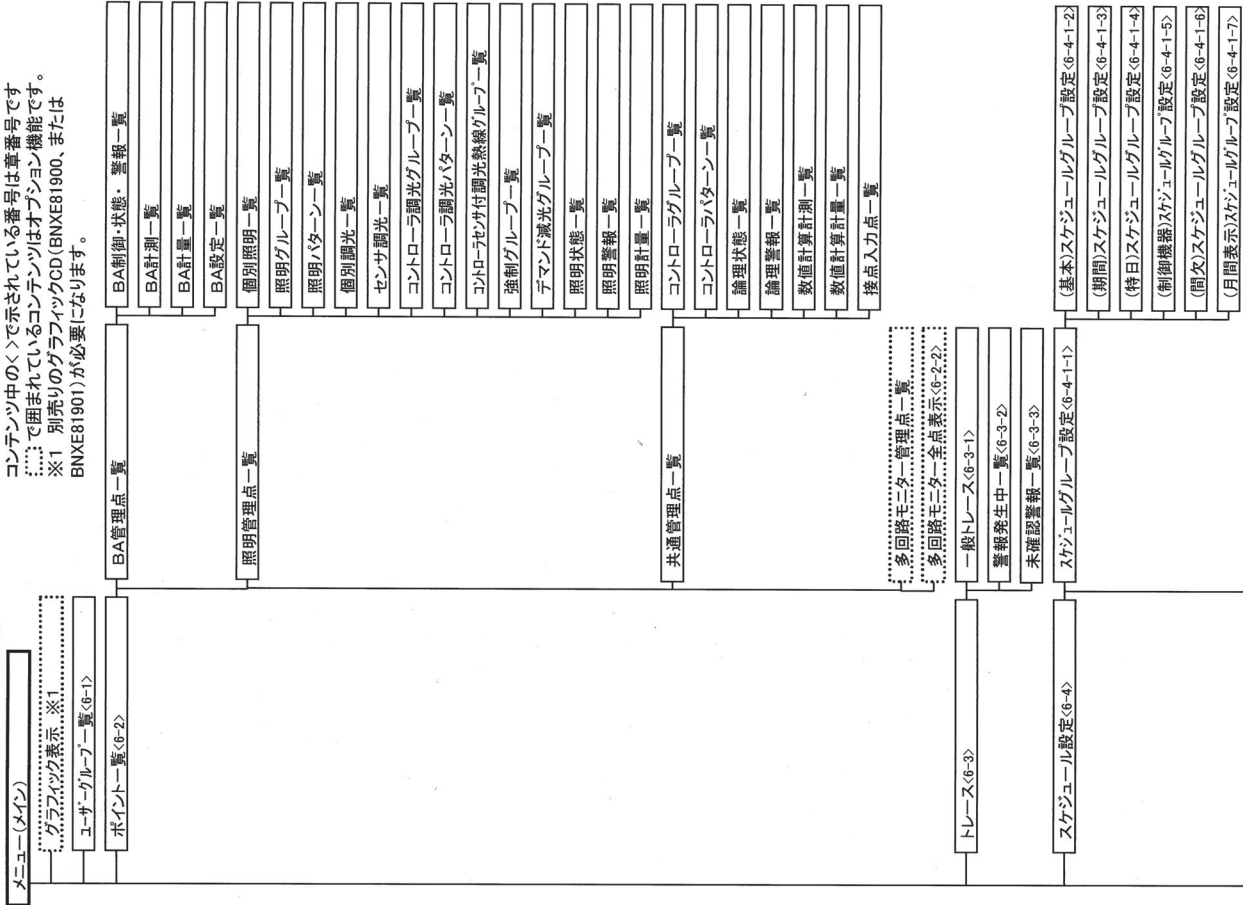 コンテンツ中の< >で示されている番号は章番号です
で囲まれているコンテンツはオプション機能です。
※1 別売りのグラフィックCD(BNXE81900、または
BNXE81901)が必要になります。
メニュー(メイン)
グラフィック表示 ※1
ユーザーグループ一覧<6-1>
ポイント一覧<6-2>
BA管理点一覧
BA制御・状態・ 警報一覧
BA計測一覧
BA計量一覧
BA設定一覧
照明管理点一覧
個別照明一覧
照明グループ一覧
照明パターン一覧
個別調光一覧
センサ調光一覧
コントローラ調光グループ一覧
コントローラ調光パターン一覧
コントローラセンサ付調光熱線グループ一覧
強制グループ一覧
デマンド減光グループ一覧
照明状態一覧
照明警報一覧
照明計量一覧
共通管理点一覧
コントローラグループ一覧
コントローラパターン一覧
論理状態一覧
論理警報一覧
数値計算計測一覧
数値計算計量一覧
接点入力点一覧
多回路モニター管理点一覧
多回路モニター全点表示<6-2-2>
トレース<6-3>
一般トレース<6-3-1>
警報発生中一覧<6-3-2>
未確認警報一覧<6-3-3>
スケジュール設定<6-4>
スケジュールグループ設定<6-4-1-1>
(基本)スケジュールグループ設定<6-4-1-2>
(期間)スケジュールグループ設定<6-4-1-3>
(特日)スケジュールグループ設定<6-4-1-4>
(制御機器)スケジュールグループ設定<6-4-1-5>
(間欠)スケジュールグループ設定<6-4-1-6>
(月間表示)スケジュールグループ設定<6-4-1-7>